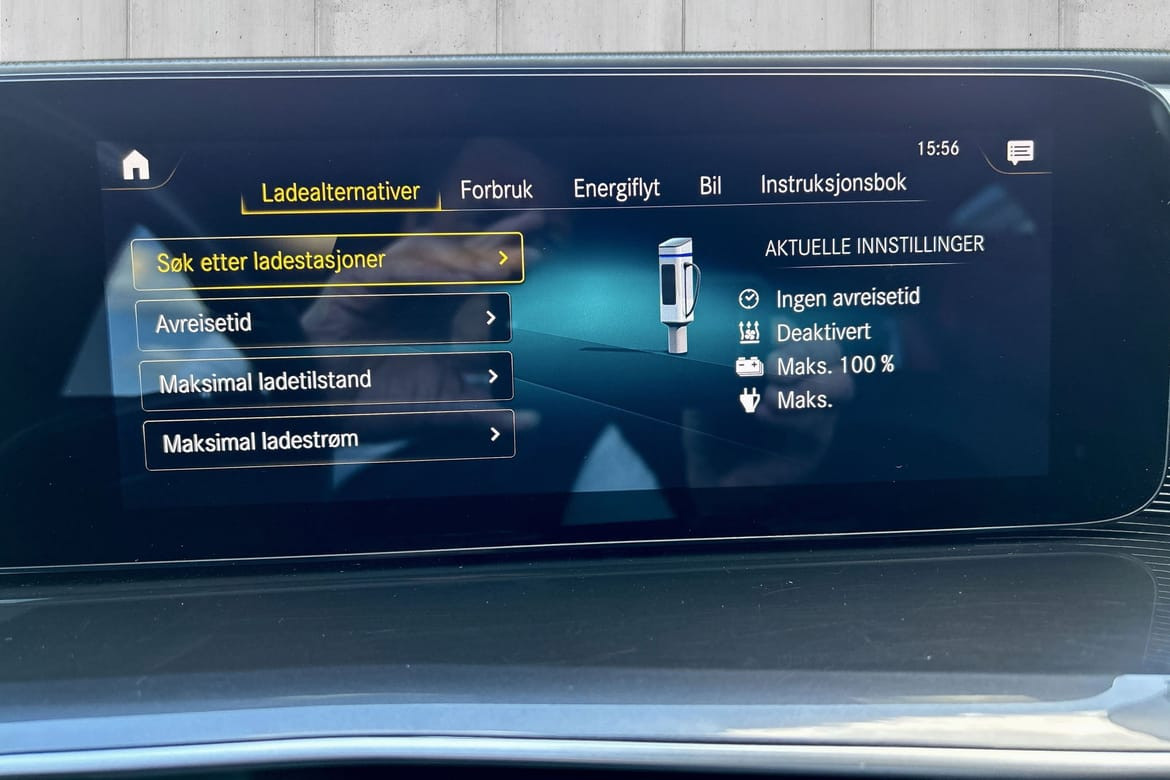 15:56
Ladealternativer Forbruk Energiflyt Bil Instruksjonsbok
Søk etter ladestasjoner
Avreisetid
Maksimal ladetilstand
Maksimal ladestrøm
AKTUELLE INNSTILLINGER
Ingen avreisetid
Deaktivert
Maks. 100 %
Maks.